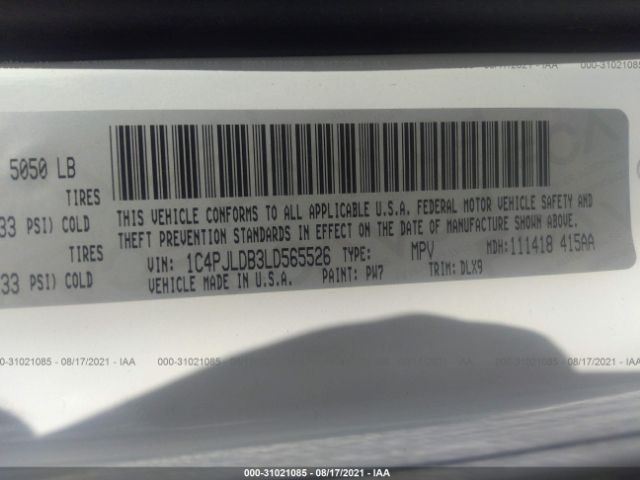 000-31021085 - 08/17/2021 - IAA
5050 LB
TIRES
33 PSI) COLD
TIRES
33 PSI) COLD
THIS VEHICLE CONFORMS TO ALL APPLICABLE U.S.A. FEDERAL MOTOR VEHICLE SAFETY AND
THEFT PREVENTION STANDARDS IN EFFECT ON THE DATE OF MANUFACTURE SHOWN ABOVE.
VIN: 1C4PJLDB3LD565526 TYPE: MPV MDH:111418 415AA
VEHICLE MADE IN U.S.A. PAINT: PW7 TRIM: DLX9
000-31021085 - 08/17/2021 - IAA 000-31021085 - 08/17/2021 - IAA
000-31021085 - 08/17/2021 - IAA